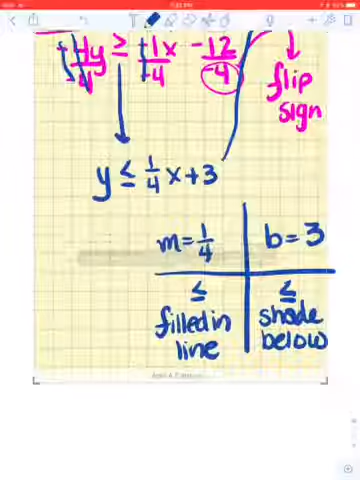 -4y ≥ -1x -12
-4 -4 -4
flip
sign
y ≤ 1/4 x + 3
m = 1/4
b = 3
≤
filled in
line
≤
shade
below